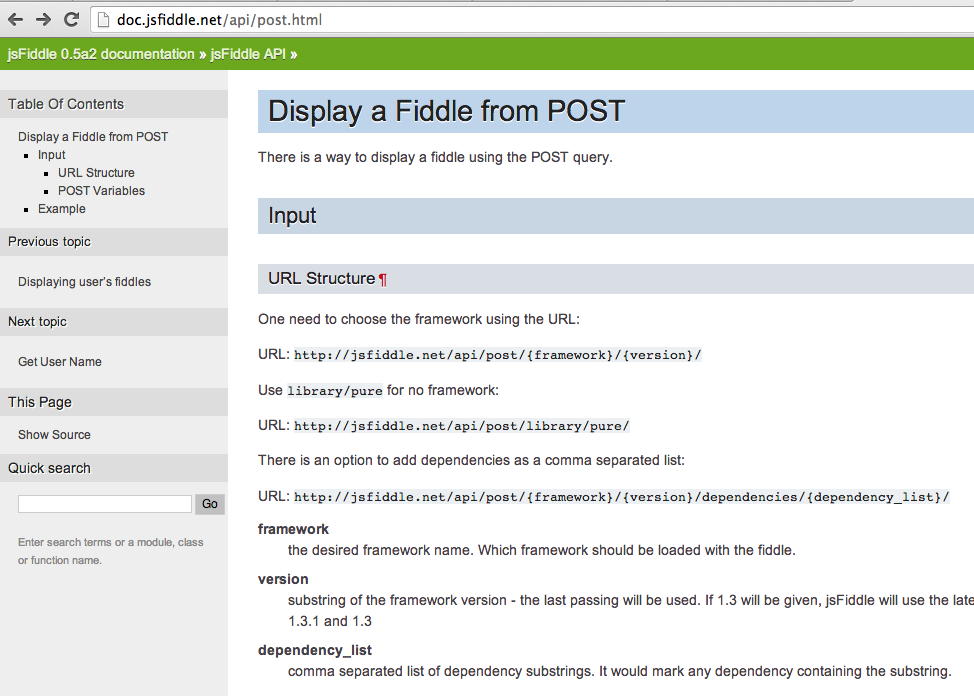 doc.jsfiddle.net/api/post.html
jsFiddle 0.5a2 documentation » jsFiddle API »
Table Of Contents
Display a Fiddle from POST
Input
URL Structure
POST Variables
Example
Previous topic
Displaying user's fiddles
Next topic
Get User Name
This Page
Show Source
Quick search
Go
Enter search terms or a module, class
or function name.
Display a Fiddle from POST
There is a way to display a fiddle using the POST query.
Input
URL Structure ¶
One need to choose the framework using the URL:
URL: http://jsfiddle.net/api/post/{framework}/{version}/
Use library/pure for no framework:
URL: http://jsfiddle.net/api/post/library/pure/
There is an option to add dependencies as a comma separated list:
URL: http://jsfiddle.net/api/post/{framework}/{version}/dependencies/{dependency_list}/
framework
the desired framework name. Which framework should be loaded with the fiddle.
version
substring of the framework version - the last passing will be used. If 1.3 will be given, jsFiddle will use the late
1.3.1 and 1.3
dependency_list
comma separated list of dependency substrings. It would mark any dependency containing the substring.